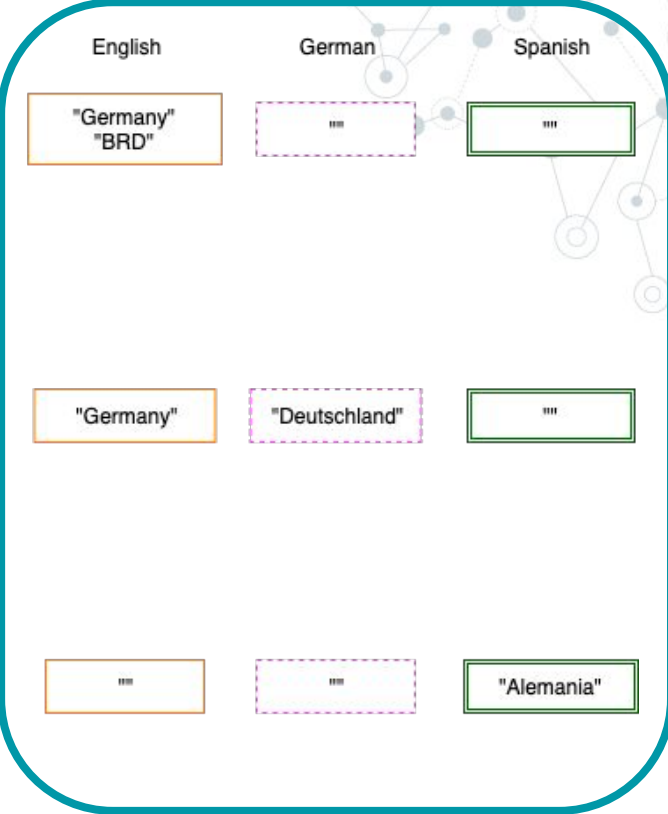 English German Spanish
"Germany"
"BRD"
""
""
"Germany" "Deutschland" ""
"" "" "Alemania"